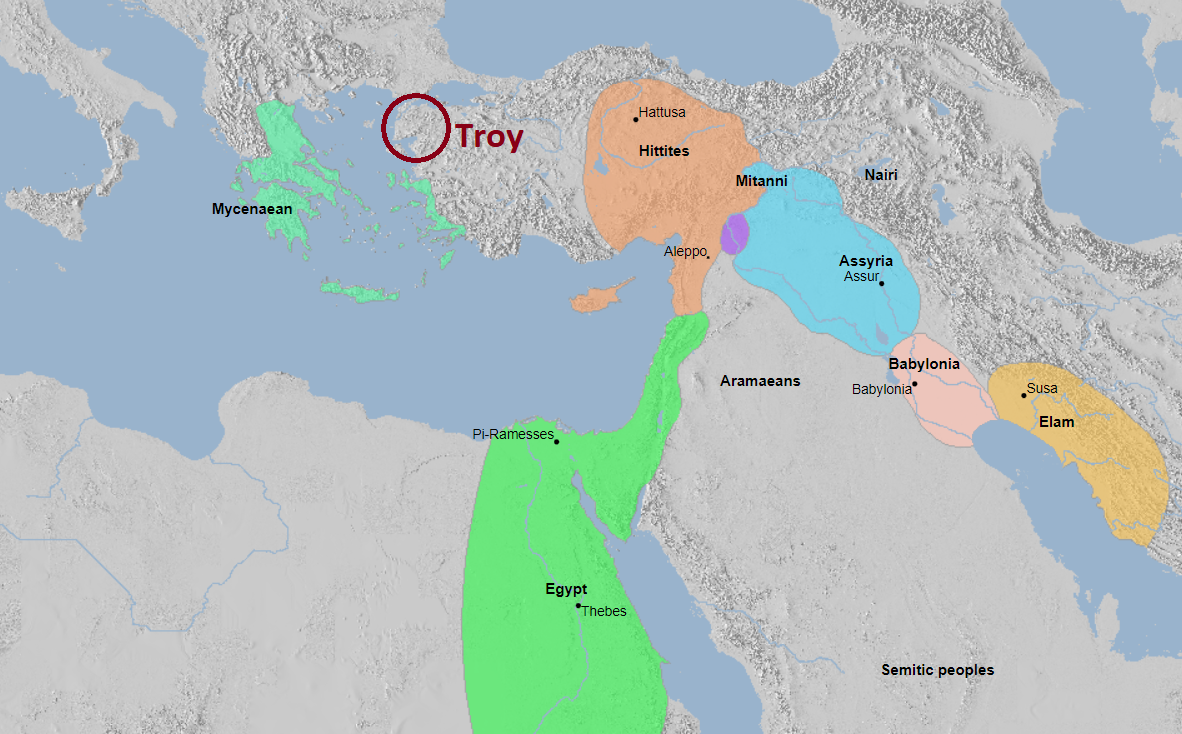 Hattusa
Troy
Hittites
Nairi
Mitanni
Mycenaean
Aleppo
Assyria
Assur
Babylonia
Aramaeans
Babylonia
Susa
Elam
Pi-Ramesses
Egypt
Thebes
Semitic peoples